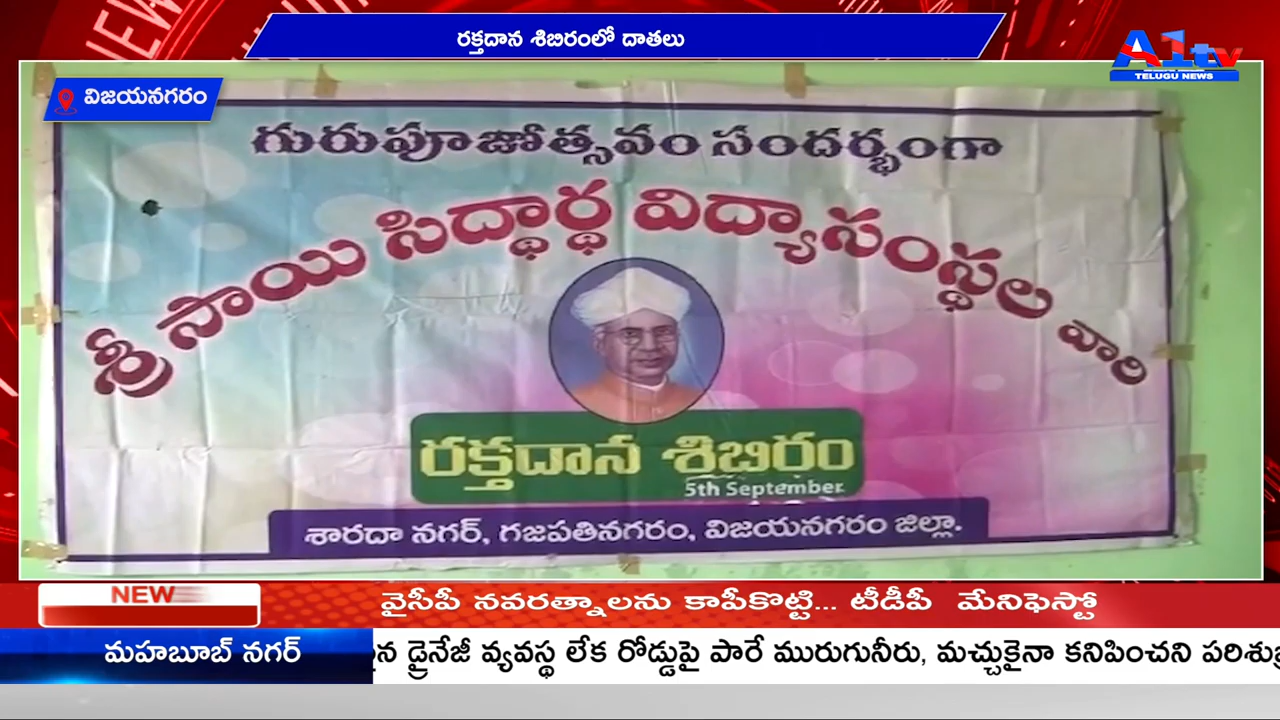 రక్తదాన శిబిరంలో దాతలు
A1tv
TELUGU NEWS
విజయనగరం
గురుపూజోత్సవం సందర్భంగా
శ్రీ సాయి సిద్ధార్థ విద్యాసంస్థల వారి
రక్తదాన శిబిరం
5th September
శారదా నగర్, గజపతినగరం, విజయనగరం జిల్లా.
NEW
వైసీపీ నవరత్నాలను కాపీకొట్టి... టీడీపీ మేనిఫెస్టో
మహబూబ్ నగర్
డ్రైనేజీ వ్యవస్థ లేక రోడ్డుపై పారే మురుగునీరు, మచ్చుకైనా కనిపించని